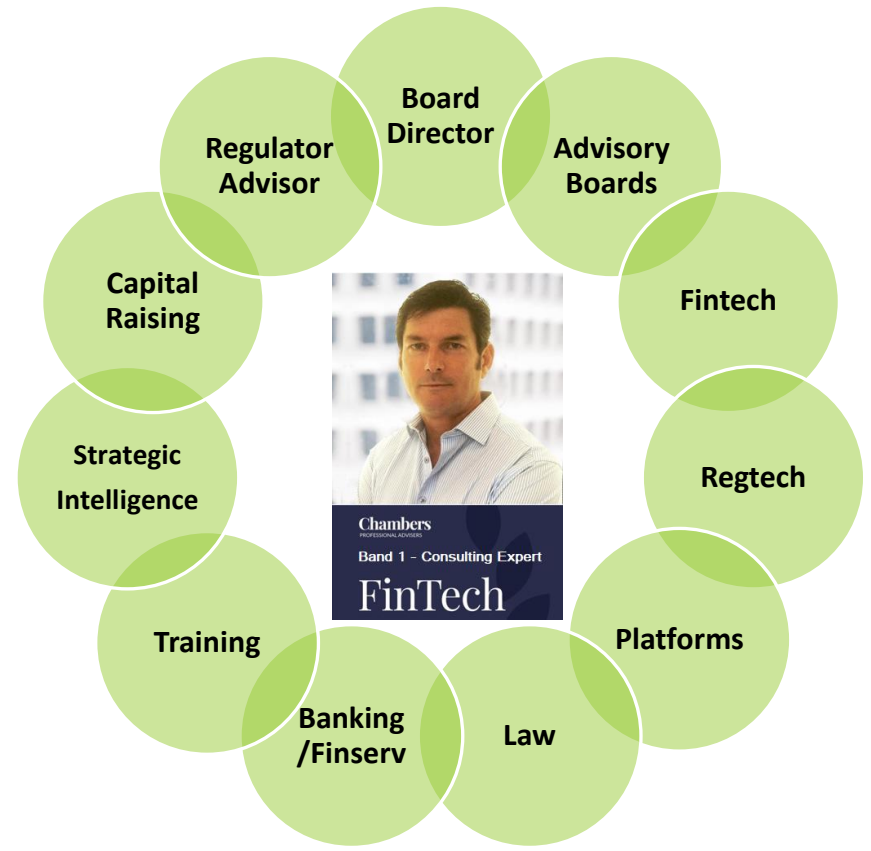 Board
Director
Advisory
Boards
Fintech
Regtech
Platforms
Law
Banking
/Finserv
Training
Strategic
Intelligence
Capital
Raising
Regulator
Advisor
Chambers
PROFESSIONAL ADVISERS
Band 1 - Consulting Expert
FinTech